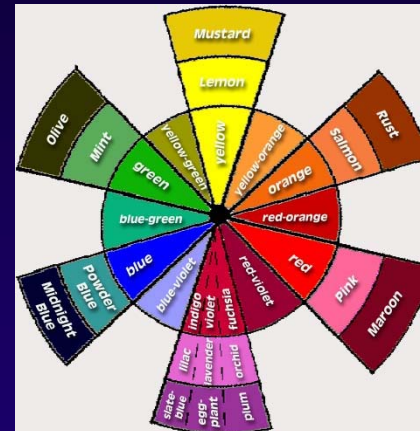 Mustard
Lemon
yellow
yellow-orange
orange
Salmon
Rust
red-orange
red
Pink
Maroon
red-violet
fuchsia
orchid
plum
violet
lavender
egg-
plant
indigo
lilac
slate-
blue
blue-violet
blue
Powder
Blue
Midnight
Blue
blue-green
green
Mint
Olive
yellow-green